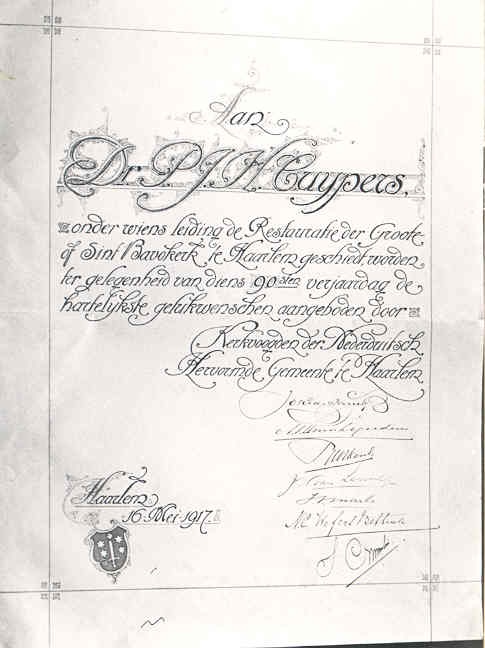 Aan
Dr. P.J.H. Cuypers.
onder wiens leiding de Restauratie der Groote
of Sint Bavokerk te Haarlem geschiedt worden
ter gelegenheid van diens 90sten verjaardag de
hartelijkste gelukwenschen aangeboden door
Kerkvoogden der Nederduitsch
Hervormde Gemeente te Haarlem
Haarlem
16 Mei 1917.